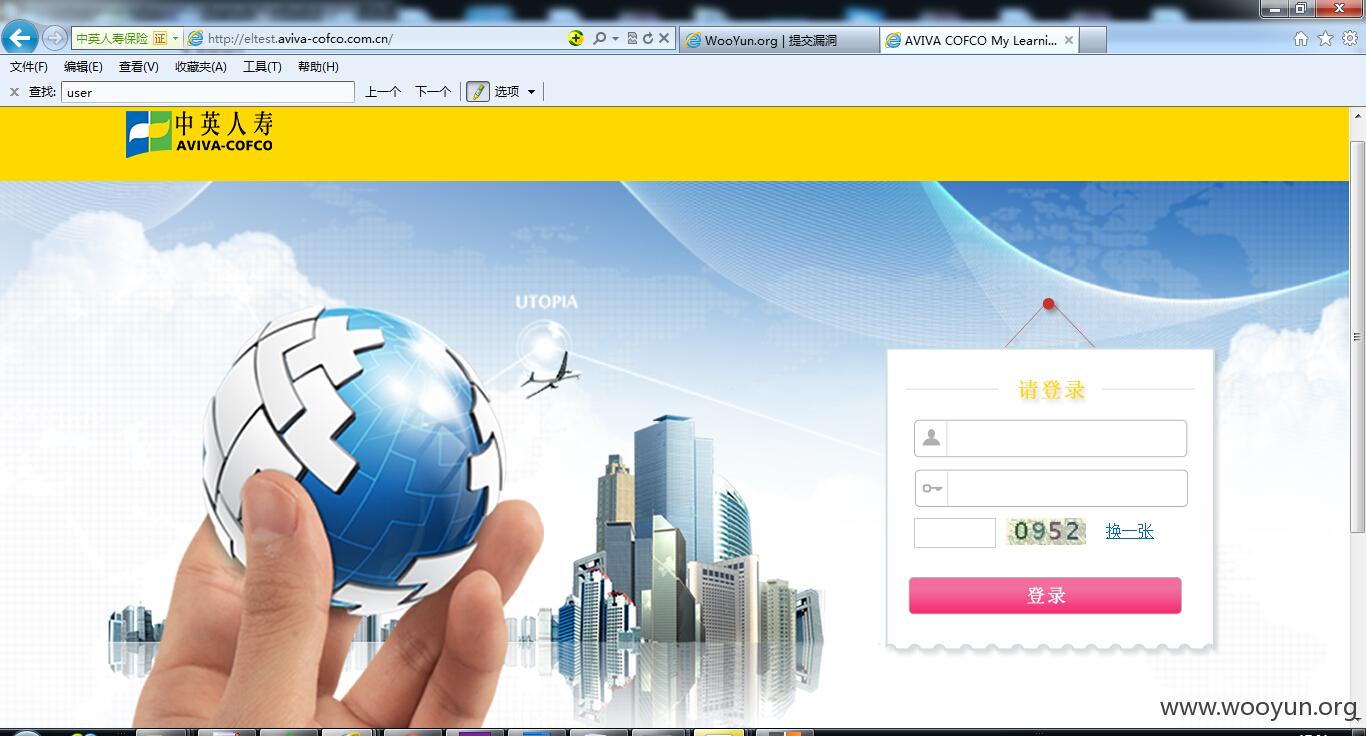 中英人寿保险 证 http://eltest.aviva-cofco.com.cn/ WooYun.org | 提交漏洞 AVIVA COFCO My Learni...
文件(F) 编辑(E) 查看(V) 收藏夹(A) 工具(T) 帮助(H)
x 查找: user 上一个 下一个 选项
中英人寿
AVIVA-COFCO
UTOPIA
请登录
0952 换一张
登录
www.wooyun.org